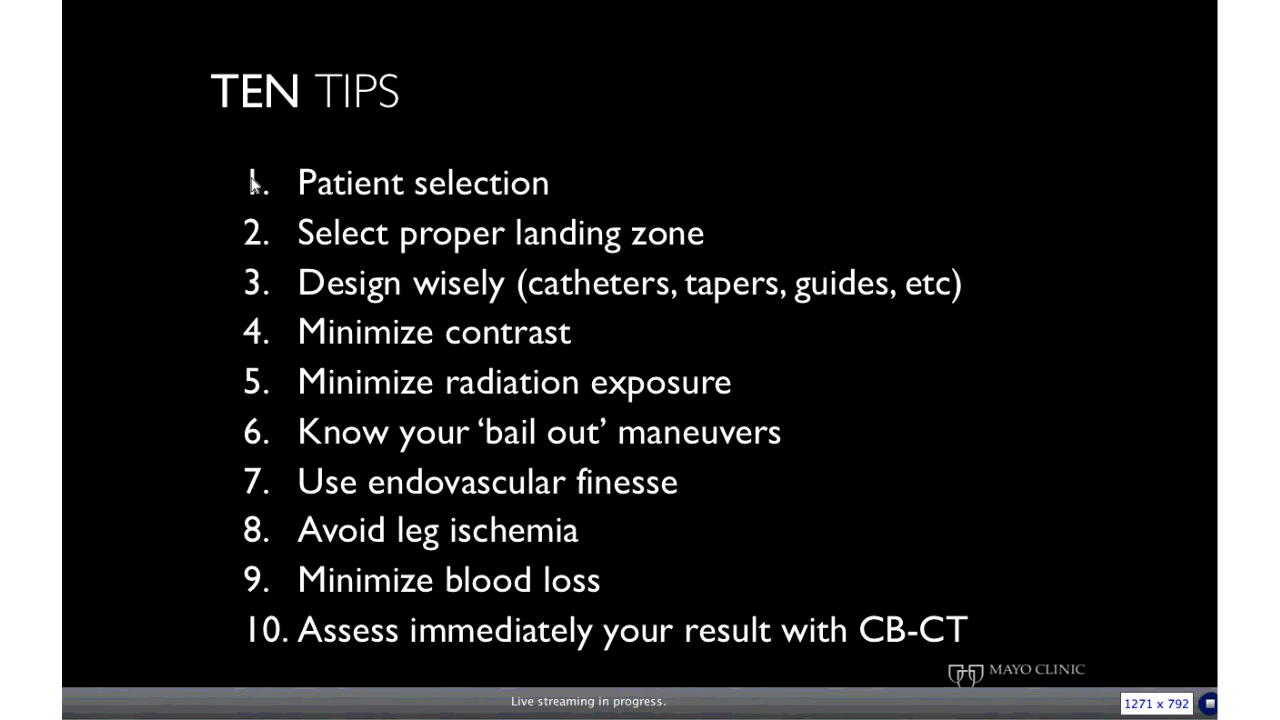 TEN TIPS
1. Patient selection
2. Select proper landing zone
3. Design wisely (catheters, tapers, guides, etc)
4. Minimize contrast
5. Minimize radiation exposure
6. Know your ‘bail out’ maneuvers
7. Use endovascular finesse
8. Avoid leg ischemia
9. Minimize blood loss
10. Assess immediately your result with CB-CT
MAYO CLINIC
Live streaming in progress.
1271 x 792